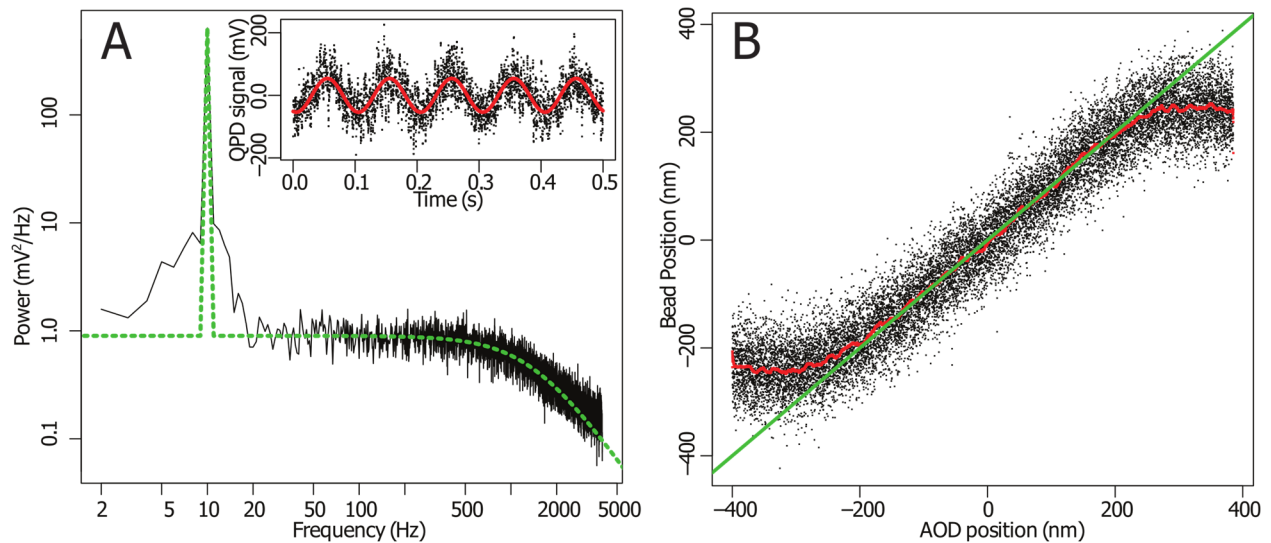 A
Power (mV²/Hz)
100
10
1.0
0.1
2 5 10 20 50 100 500 2000 5000
Frequency (Hz)
QPD signal (mV)
200
0.0
−200
0.0 0.1 0.2 0.3 0.4 0.5
Time (s)
B
Bead Position (nm)
400
200
0
−200
−400
−400 −200 0 200 400
AOD position (nm)